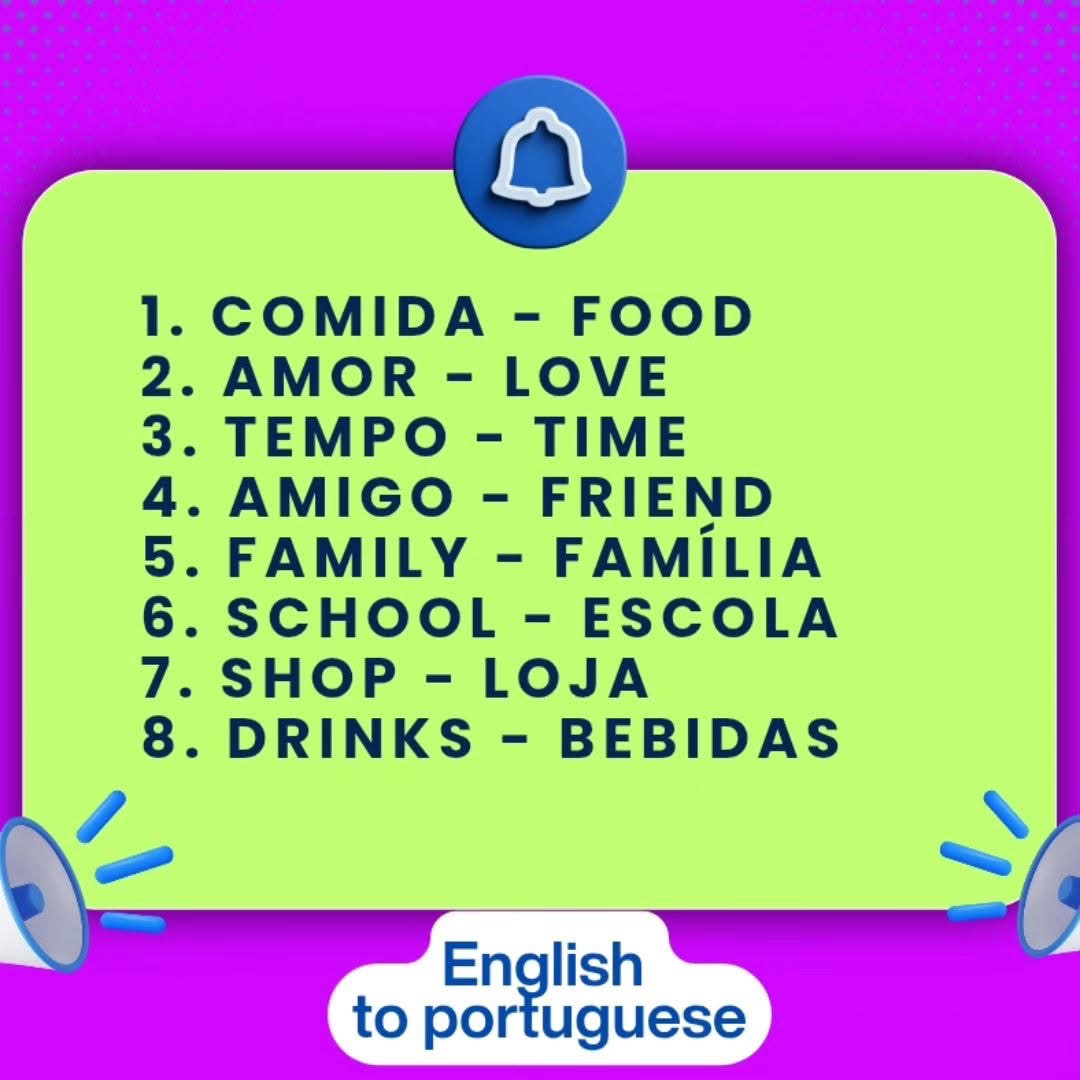 1. COMIDA - FOOD
2. AMOR - LOVE
3. TEMPO - TIME
4. AMIGO - FRIEND
5. FAMILY - FAMÍLIA
6. SCHOOL - ESCOLA
7. SHOP - LOJA
8. DRINKS - BEBIDAS
English
to portuguese